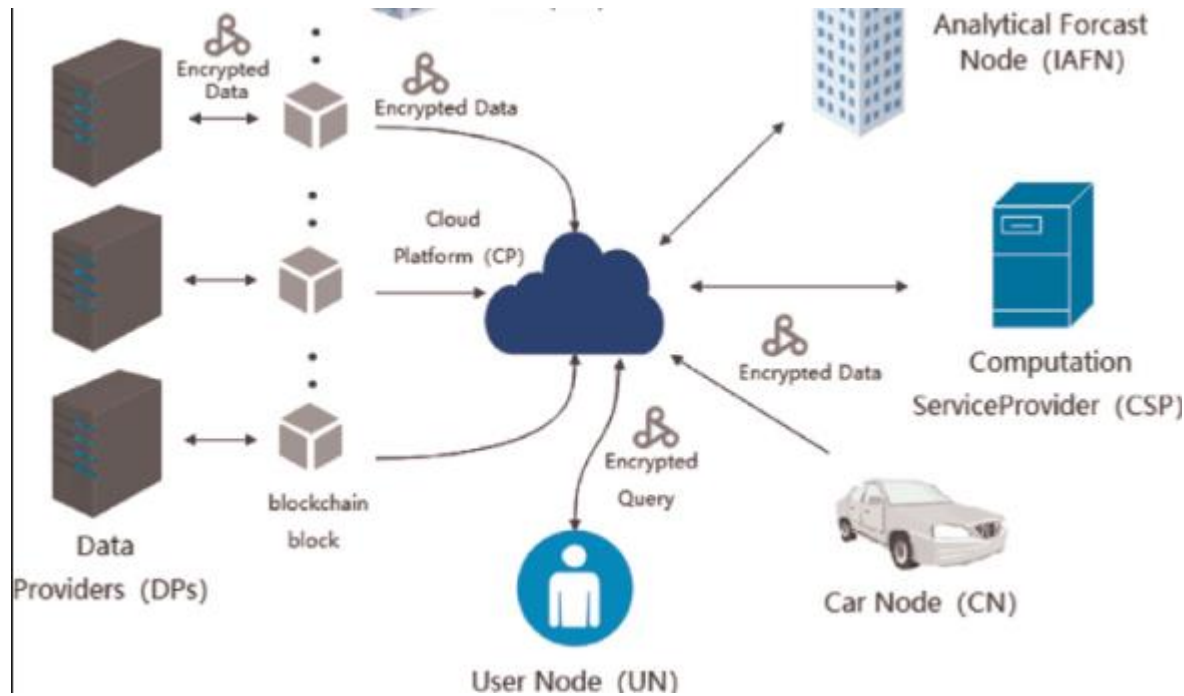 Analytical Forcast
Node (IAFN)
Encrypted
Data
Encrypted Data
Cloud
Platform (CP)
Encrypted Data
Computation
ServiceProvider (CSP)
Encrypted
Query
blockchain
block
Data
Providers (DPs)
Car Node (CN)
User Node (UN)